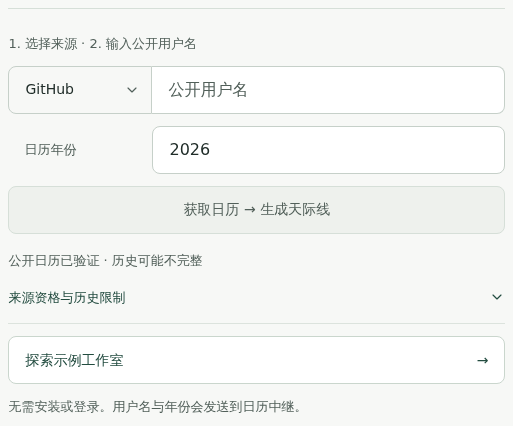 1. 选择来源 · 2. 输入公开用户名
GitHub
公开用户名
日历年份
2026
获取日历 → 生成天际线
公开日历已验证 · 历史可能不完整
来源资格与历史限制
探索示例工作室 →
无需安装或登录。用户名与年份会发送到日历中继。